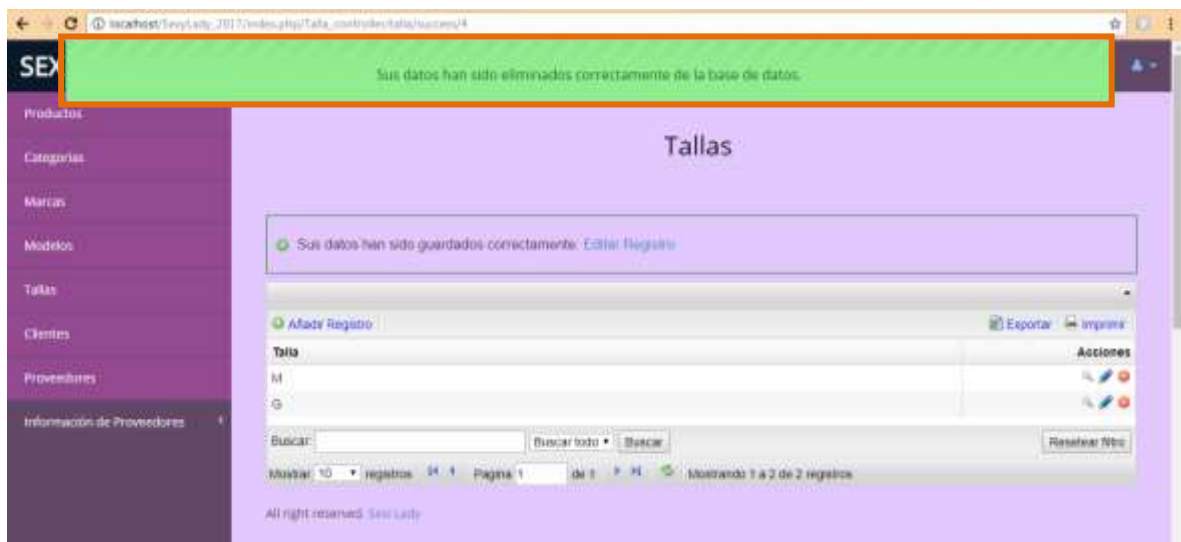 localhost/SexyLady_2017/index.php/Talla_controller/talla/success/4
SEX
Sus datos han sido eliminados correctamente de la base de datos.
Productos
Categorias
Marcas
Modelos
Tallas
Clientes
Proveedores
Información de Proveedores
Tallas
Sus datos han sido guardados correctamente. Editar Registro
Añadir Registro
Exportar Imprimir
Talla Acciones
M
G
Buscar: Buscar todo Buscar Resetear filtro
Mostrar 10 registros Pagina 1 de 1 Mostrando 1 a 2 de 2 registros
All right reserved. Sexi Lady